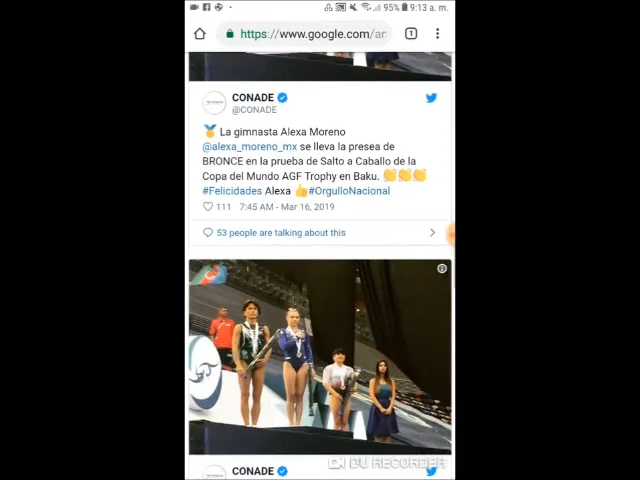 95% 9:13 a. m.
https://www.google.com/an
1
CONADE
@CONADE
🏅 La gimnasta Alexa Moreno
@alexa_moreno_mx se lleva la presea de
BRONCE en la prueba de Salto a Caballo de la
Copa del Mundo AGF Trophy en Baku. 👏👏👏
#Felicidades Alexa 👍#OrgulloNacional
111 7:45 AM - Mar 16, 2019
53 people are talking about this
CONADE
DU RECORDER